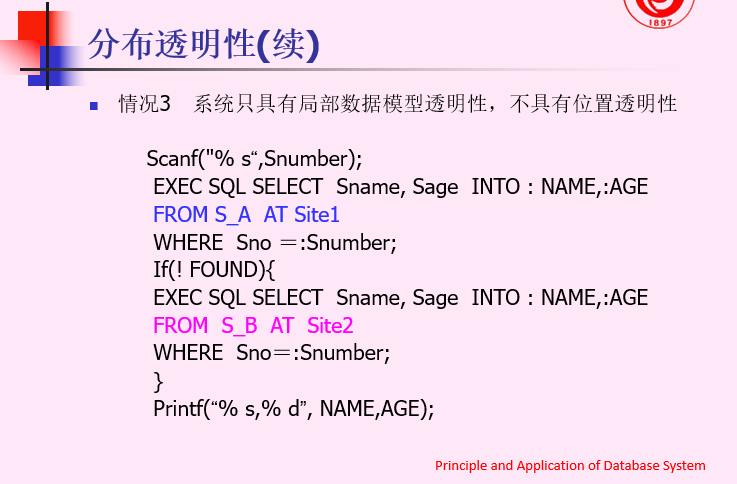 1897
分布透明性(续)
情况3 系统只具有局部数据模型透明性，不具有位置透明性
Scanf("% s“,Snumber);
EXEC SQL SELECT Sname, Sage INTO : NAME,:AGE
FROM S_A AT Site1
WHERE Sno ＝:Snumber;
If(! FOUND){
EXEC SQL SELECT Sname, Sage INTO : NAME,:AGE
FROM S_B AT Site2
WHERE Sno＝:Snumber;
}
Printf(“% s,% d”, NAME,AGE);
Principle and Application of Database System